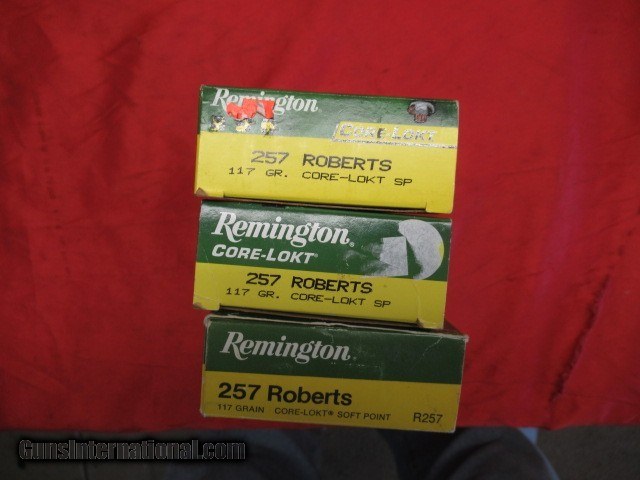 Remington
CORE-LOKT
257 ROBERTS
117 GR. CORE-LOKT SP
Remington®
CORE-LOKT®
257 ROBERTS
117 GR. CORE-LOKT SP
Remington®
257 Roberts
117 GRAIN CORE-LOKT® SOFT POINT R257
GunsInternational.com